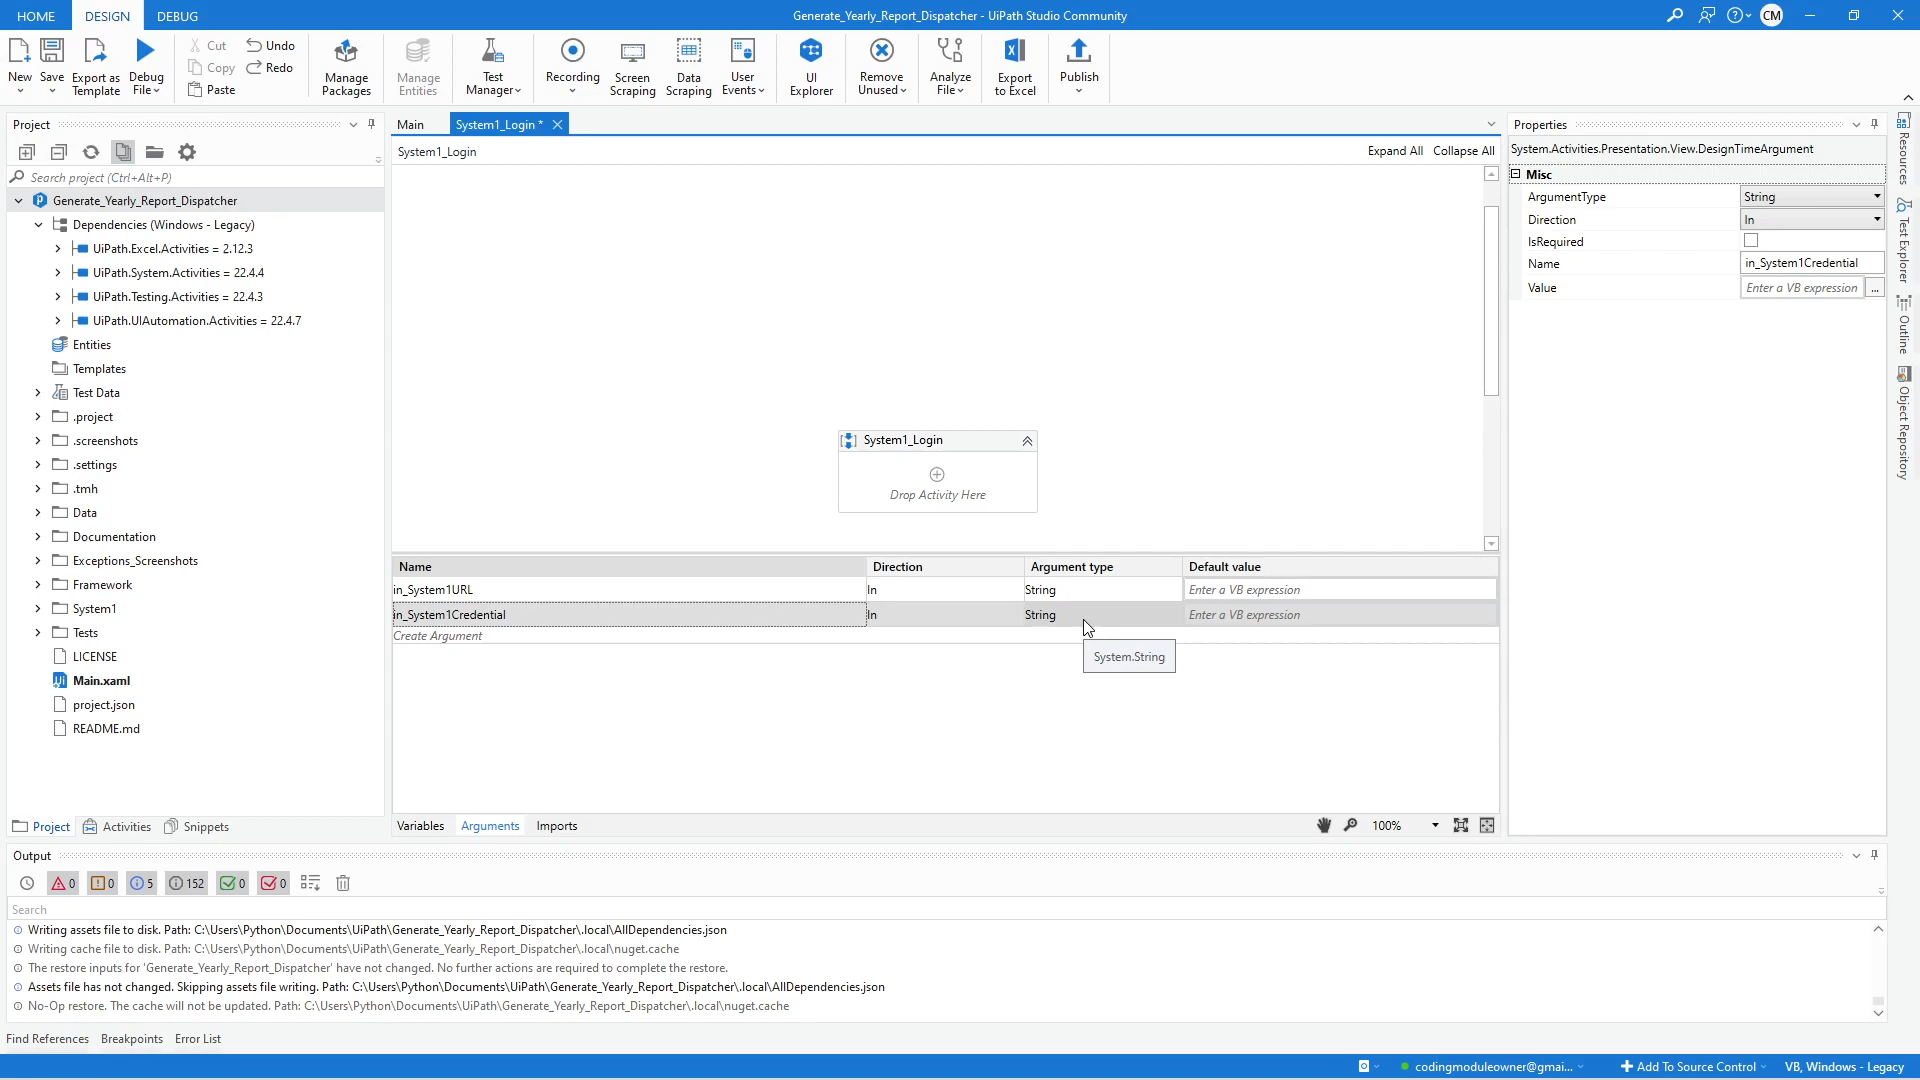 HOME
DESIGN
DEBUG
Generate_Yearly_Report_Dispatcher - UiPath Studio Community
CM
New
Save
Export as Template
Debug File
Cut
Copy
Paste
Undo
Redo
Manage Packages
Manage Entities
Test Manager
Recording
Screen Scraping
Data Scraping
User Events
UI Explorer
Remove Unused
Analyze File
Export to Excel
Publish
Project
Search project (Ctrl+Alt+P)
Generate_Yearly_Report_Dispatcher
Dependencies (Windows - Legacy)
UiPath.Excel.Activities = 2.12.3
UiPath.System.Activities = 22.4.4
UiPath.Testing.Activities = 22.4.3
UiPath.UIAutomation.Activities = 22.4.7
Entities
Templates
Test Data
.project
.screenshots
.settings
.tmh
Data
Documentation
Exceptions_Screenshots
Framework
System1
Tests
LICENSE
Main.xaml
project.json
README.md
Project
Activities
Snippets
Main
System1_Login *
System1_Login
Expand All
Collapse All
System1_Login
Drop Activity Here
Name Direction Argument type Default value
in_System1URL In String Enter a VB expression
in_System1Credential In String Enter a VB expression
Create Argument
System.String
Variables
Arguments
Imports
100%
Properties
System.Activities.Presentation.View.DesignTimeArgument
Misc
ArgumentType String
Direction In
IsRequired
Name in_System1Credential
Value Enter a VB expression ...
Resources
Test Explorer
Outline
Object Repository
Output
0
0
5
152
0
0
Search
Writing assets file to disk. Path: C:\Users\Python\Documents\UiPath\Generate_Yearly_Report_Dispatcher\.local\AllDependencies.json
Writing cache file to disk. Path: C:\Users\Python\Documents\UiPath\Generate_Yearly_Report_Dispatcher\.local\nuget.cache
The restore inputs for 'Generate_Yearly_Report_Dispatcher' have not changed. No further actions are required to complete the restore.
Assets file has not changed. Skipping assets file writing. Path: C:\Users\Python\Documents\UiPath\Generate_Yearly_Report_Dispatcher\.local\AllDependencies.json
No-Op restore. The cache will not be updated. Path: C:\Users\Python\Documents\UiPath\Generate_Yearly_Report_Dispatcher\.local\nuget.cache
Find References
Breakpoints
Error List
codingmoduleowner@gmai...
Add To Source Control
VB, Windows - Legacy